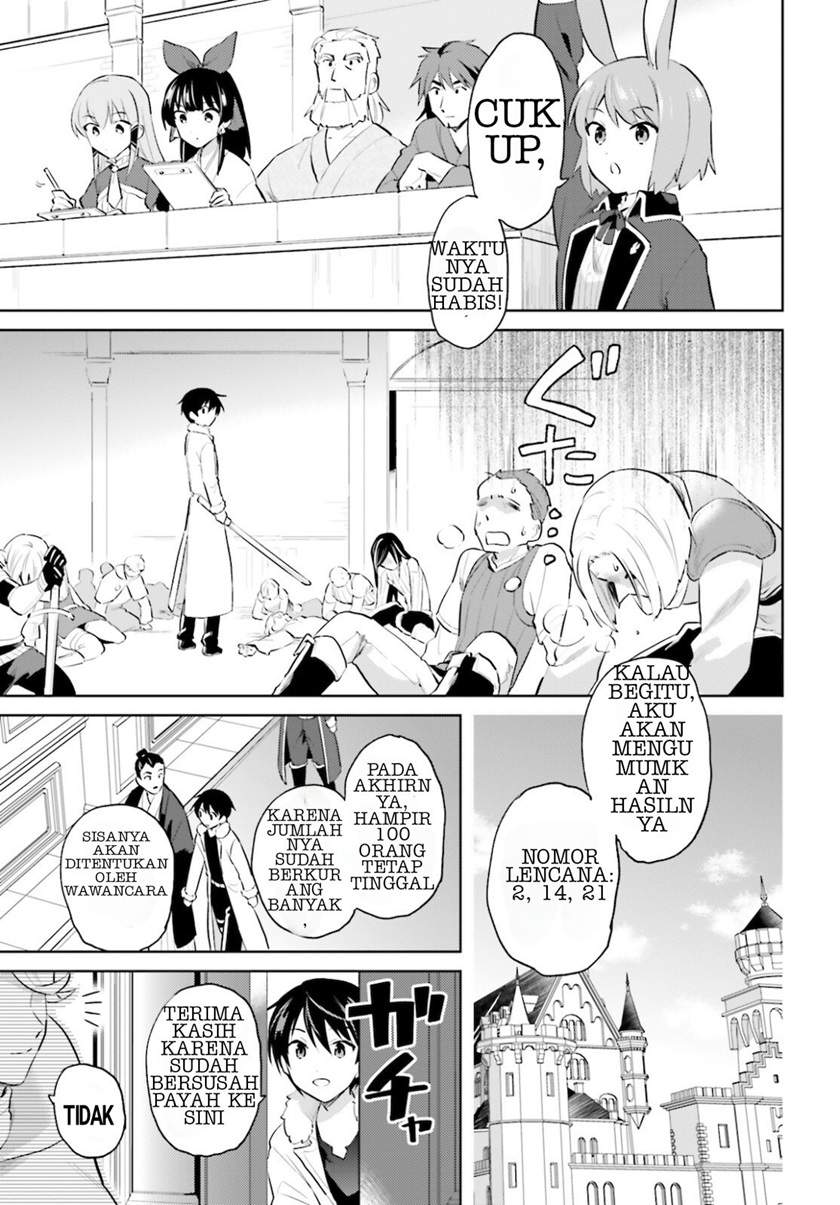 CUK
UP,
WAKTU
NYA
SUDAH
HABIS!
ぐた…
KALAU
BEGITU,
AKU
AKAN
MENGU
MUMK
AN
HASILN
YA
NOMOR
LENCANA:
2, 14, 21
PADA
AKHIRN
YA,
HAMPIR
100
ORANG
TETAP
TINGGAL
KARENA
JUMLAH
NYA
SUDAH
BERKUR
ANG
BANYAK
,
SISANYA
AKAN
DITENTUKAN
OLEH
WAWANCARA
ガチャ
TERIMA
KASIH
KARENA
SUDAH
BERSUSAH
PAYAH KE
SINI
TIDAK